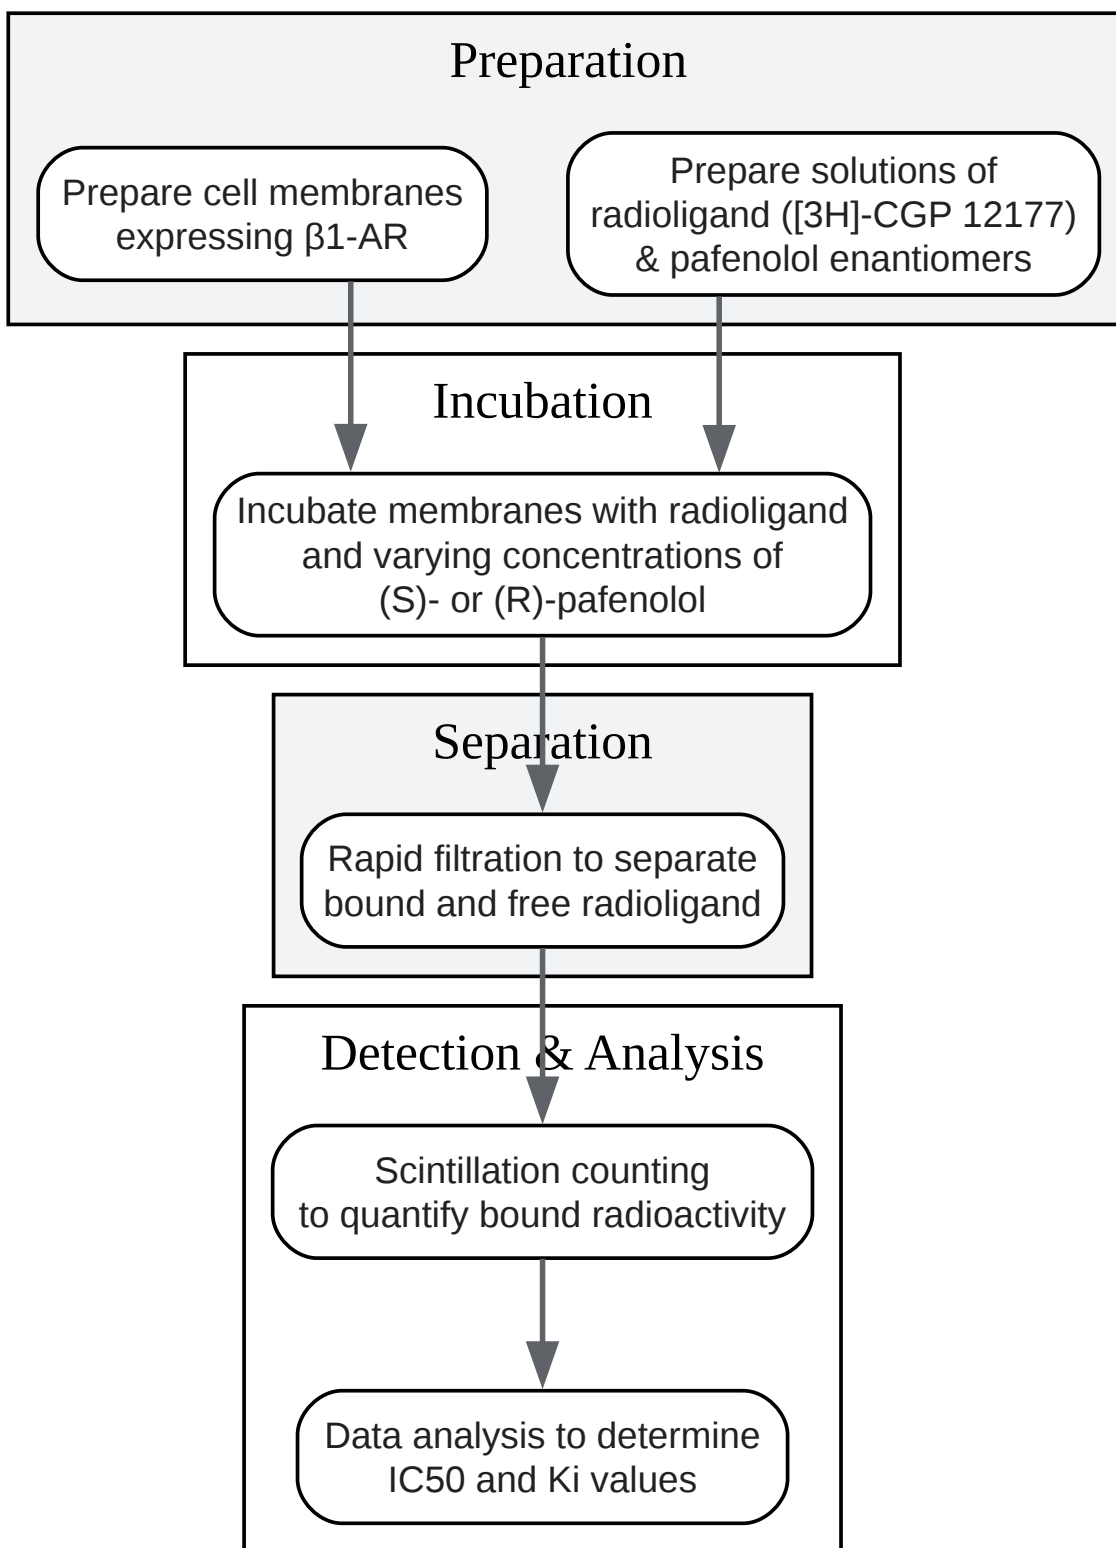 Preparation
Prepare cell membranes
expressing β1-AR
Prepare solutions of
radioligand ([3H]-CGP 12177)
& pafenolol enantiomers
Incubation
Incubate membranes with radioligand
and varying concentrations of
(S)- or (R)-pafenolol
Separation
Rapid filtration to separate
bound and free radioligand
Detection & Analysis
Scintillation counting
to quantify bound radioactivity
Data analysis to determine
IC50 and Ki values